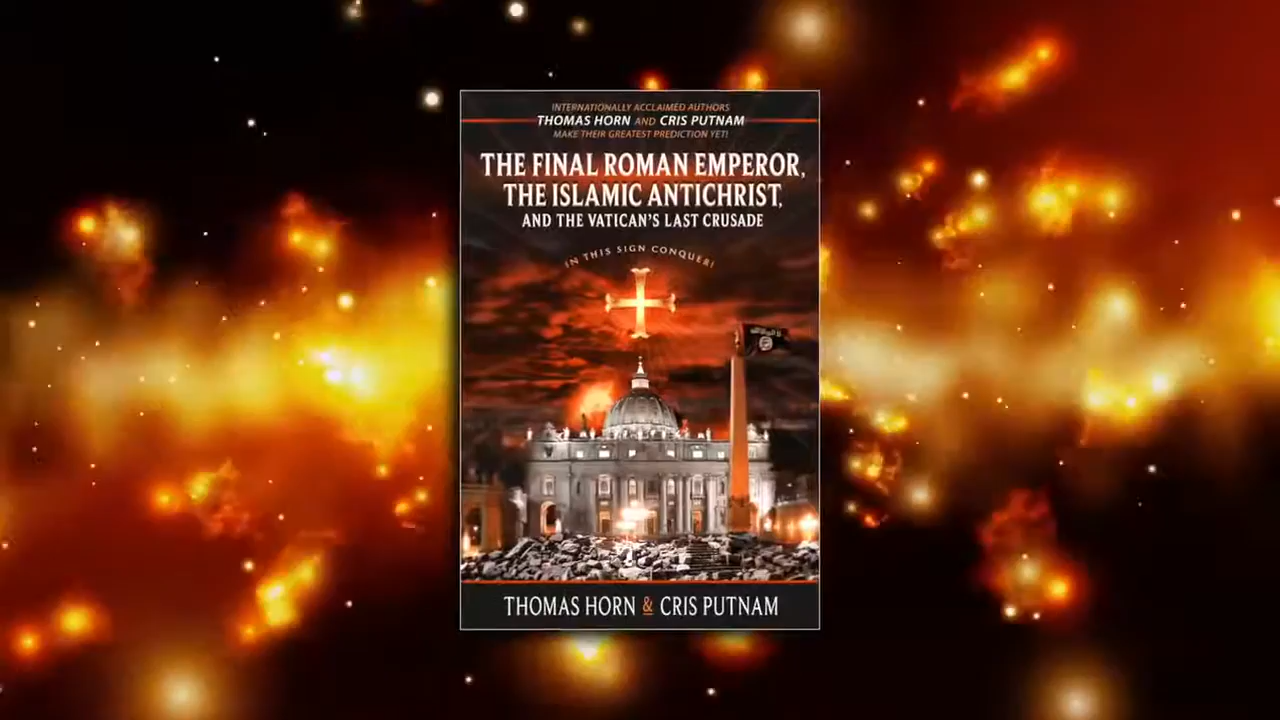 INTERNATIONALLY ACCLAIMED AUTHORS
THOMAS HORN AND CRIS PUTNAM
MAKE THEIR GREATEST PREDICTION YET!
THE FINAL ROMAN EMPEROR,
THE ISLAMIC ANTICHRIST,
AND THE VATICAN'S LAST CRUSADE
IN THIS SIGN CONQUER!
THOMAS HORN & CRIS PUTNAM